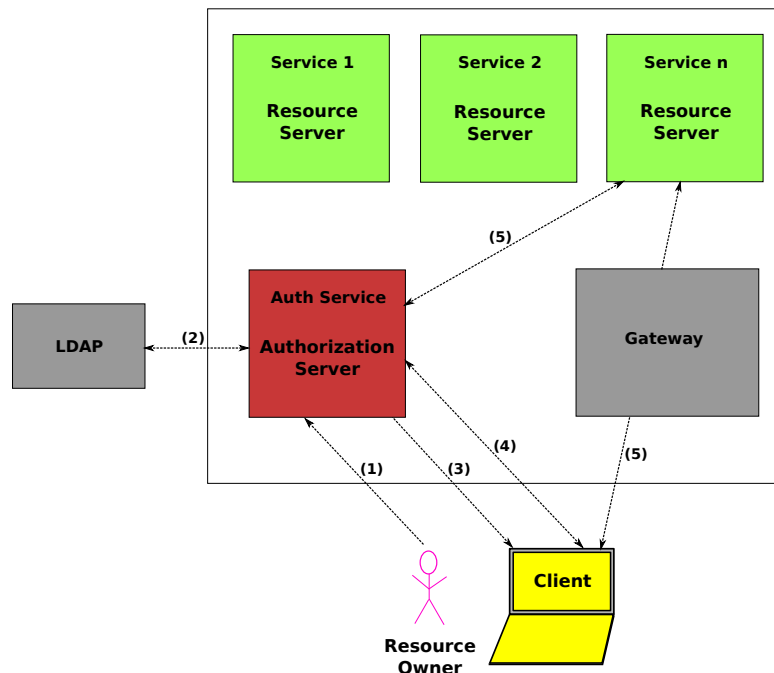 Service 1
Resource
Server
Service 2
Resource
Server
Service n
Resource
Server
(5)
Auth Service
Authorization
Server
LDAP
(2)
Gateway
(1)
(3)
(4)
(5)
Client
Resource
Owner